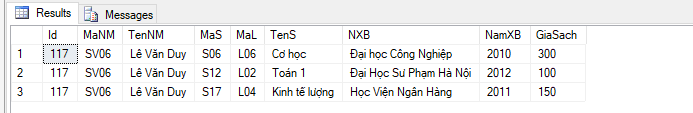 Results Messages
Id MaNM TenNM MaS MaL TenS NXB NamXB GiaSach
1 117 SV06 Lê Văn Duy S06 L06 Cơ học Đại học Công Nghiệp 2010 300
2 117 SV06 Lê Văn Duy S12 L02 Toán 1 Đại Học Sư Phạm Hà Nội 2012 100
3 117 SV06 Lê Văn Duy S17 L04 Kinh tế lượng Học Viện Ngân Hàng 2011 150